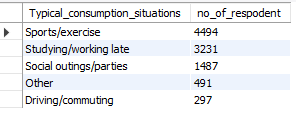 Typical_consumption_situations no_of_respodent
Sports/exercise 4494
Studying/working late 3231
Social outings/parties 1487
Other 491
Driving/commuting 297